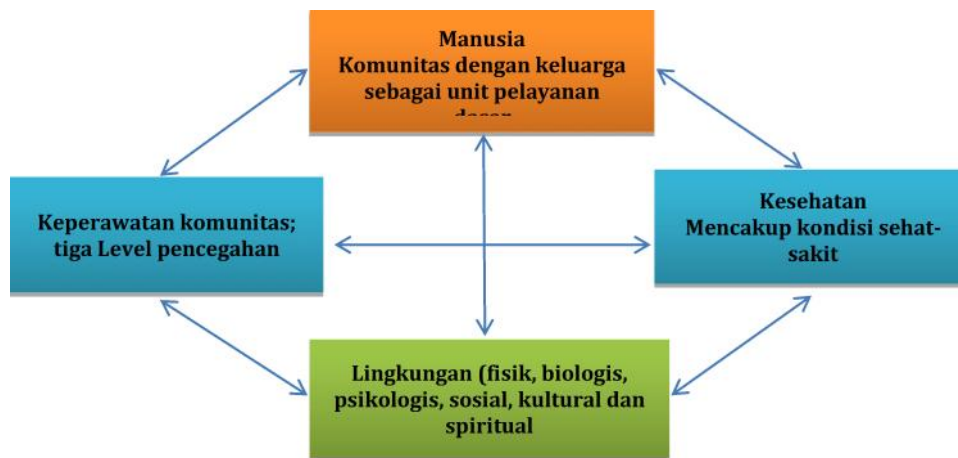 Manusia
Komunitas dengan keluarga
sebagai unit pelayanan
Keperawatan komunitas;
tiga Level pencegahan
Kesehatan
Mencakup kondisi sehat-
sakit
Lingkungan (fisik, biologis,
psikologis, sosial, kultural dan
spiritual